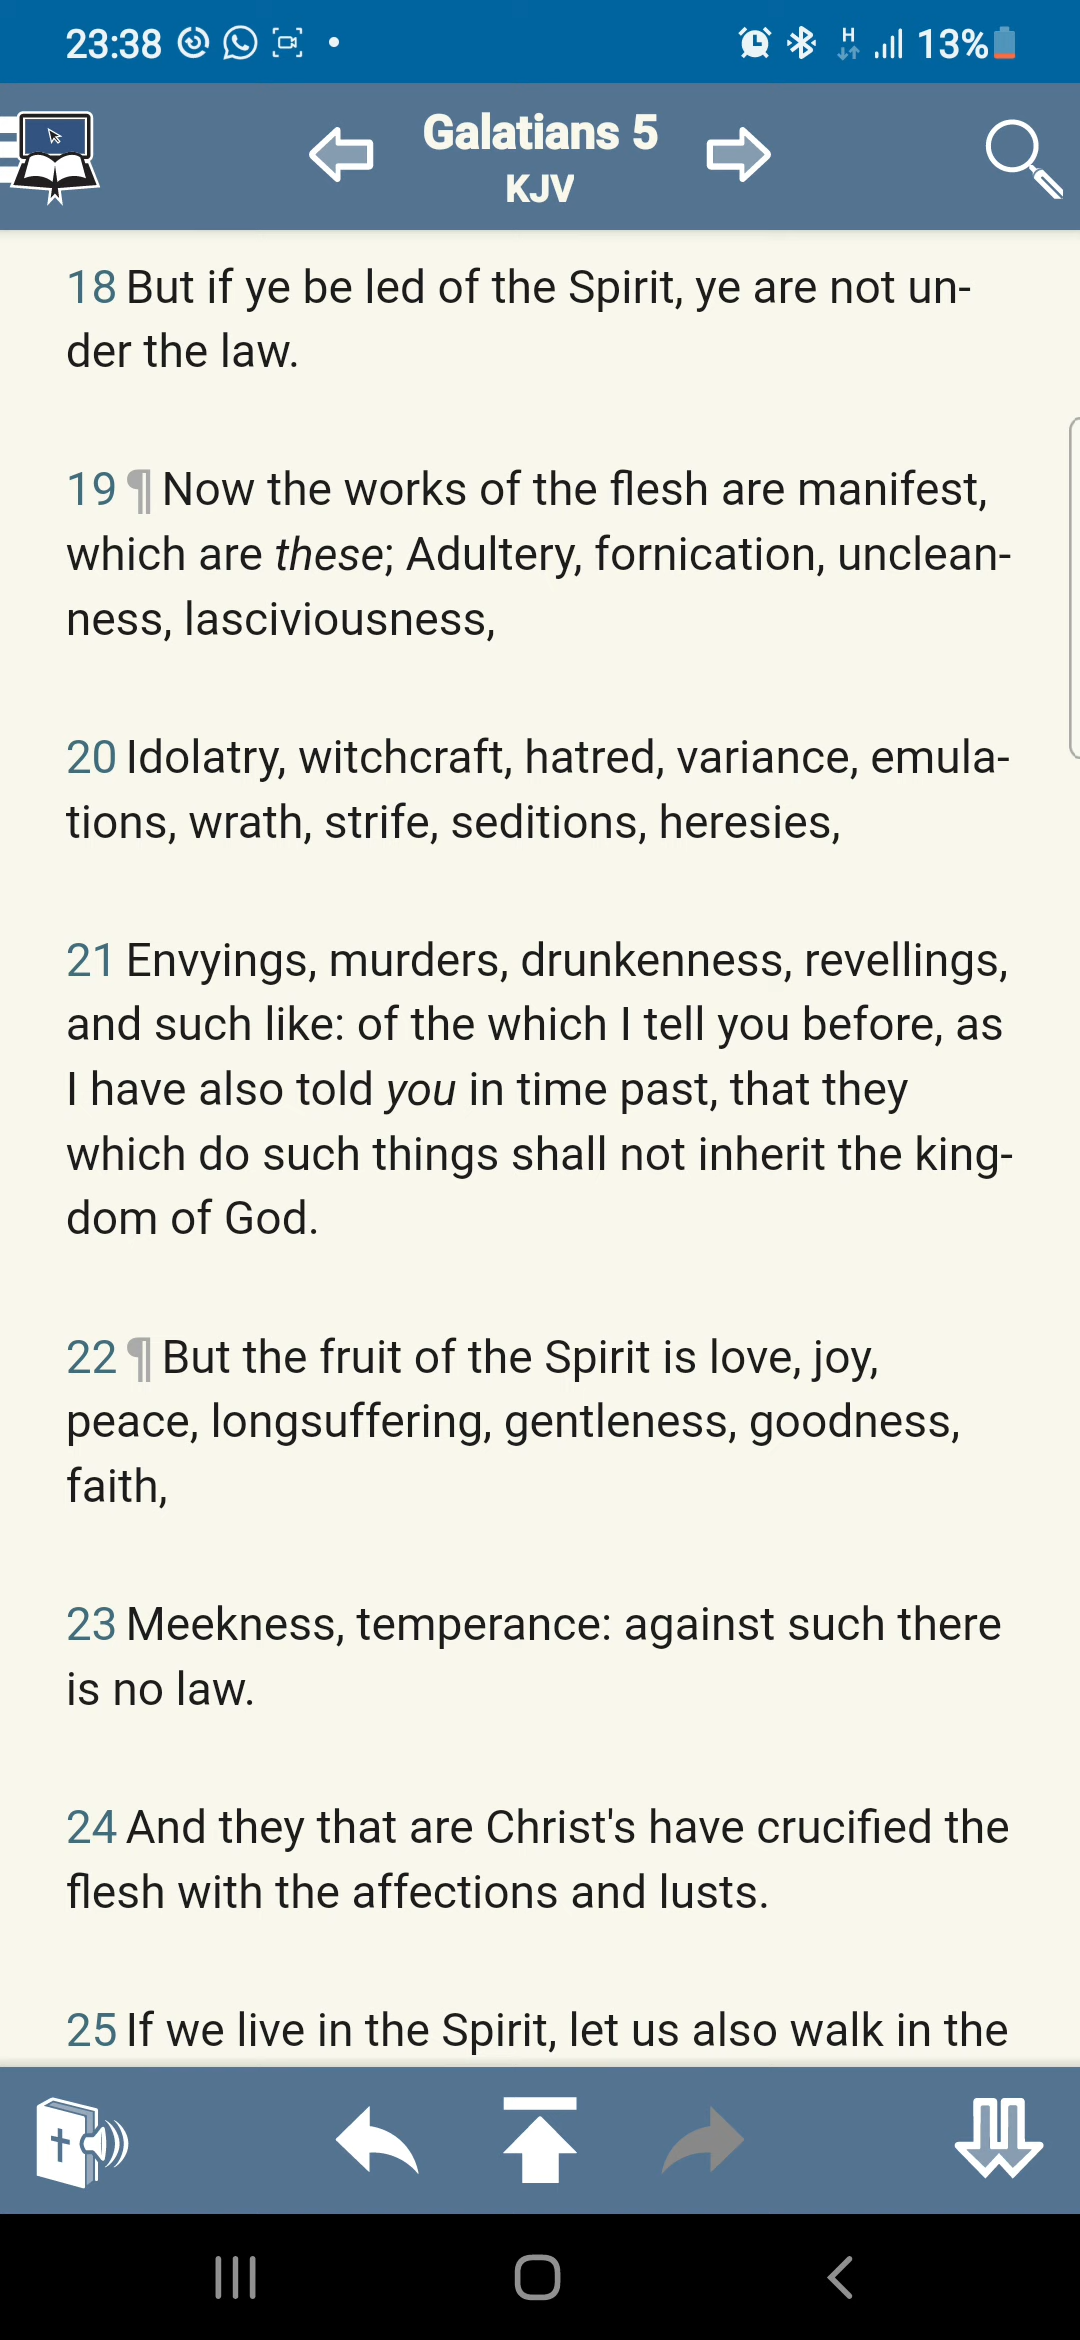 23:38
H
13%
Galatians 5
KJV
18 But if ye be led of the Spirit, ye are not un-
der the law.
19 ¶ Now the works of the flesh are manifest,
which are these; Adultery, fornication, unclean-
ness, lasciviousness,
20 Idolatry, witchcraft, hatred, variance, emula-
tions, wrath, strife, seditions, heresies,
21 Envyings, murders, drunkenness, revellings,
and such like: of the which I tell you before, as
I have also told you in time past, that they
which do such things shall not inherit the king-
dom of God.
22 ¶ But the fruit of the Spirit is love, joy,
peace, longsuffering, gentleness, goodness,
faith,
23 Meekness, temperance: against such there
is no law.
24 And they that are Christ's have crucified the
flesh with the affections and lusts.
25 If we live in the Spirit, let us also walk in the